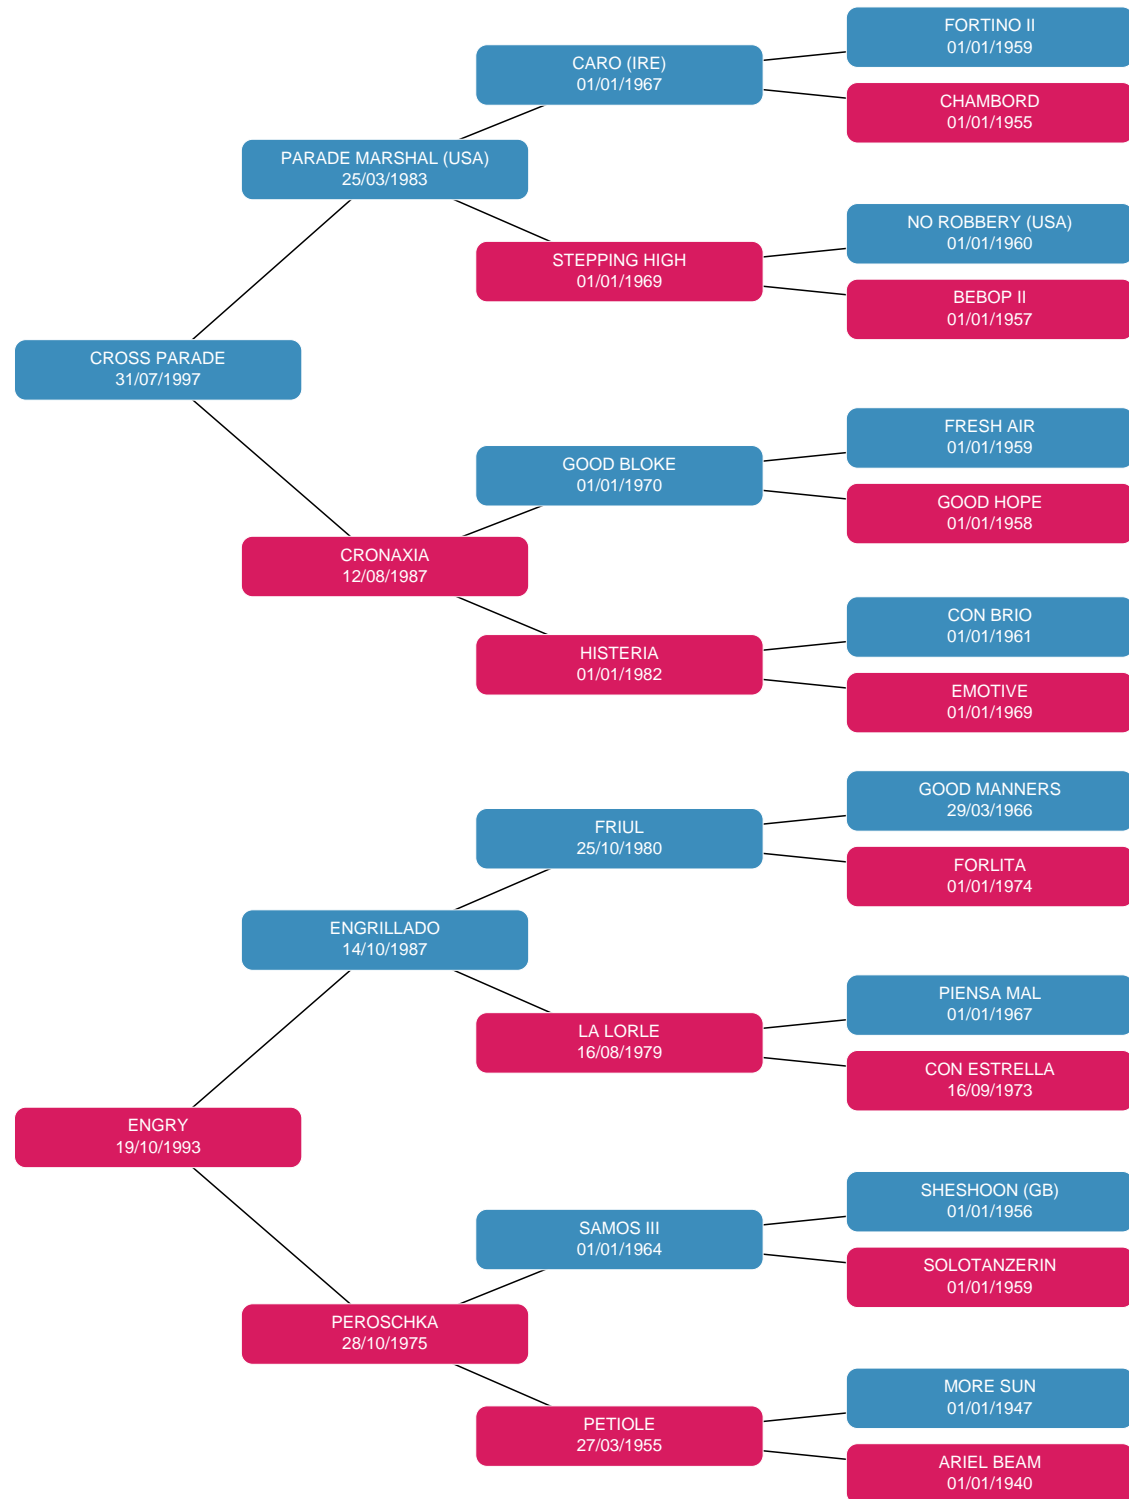 FORTINO II
01/01/1959
CARO (IRE)
01/01/1967
CHAMBORD
01/01/1955
PARADE MARSHAL (USA)
25/03/1983
NO ROBBERY (USA)
01/01/1960
STEPPING HIGH
01/01/1969
BEBOP II
01/01/1957
CROSS PARADE
31/07/1997
FRESH AIR
01/01/1959
GOOD BLOKE
01/01/1970
GOOD HOPE
01/01/1958
CRONAXIA
12/08/1987
CON BRIO
01/01/1961
HISTERIA
01/01/1982
EMOTIVE
01/01/1969
GOOD MANNERS
29/03/1966
FRIUL
25/10/1980
FORLITA
01/01/1974
ENGRILLADO
14/10/1987
PIENSA MAL
01/01/1967
LA LORLE
16/08/1979
CON ESTRELLA
16/09/1973
ENGRY
19/10/1993
SHESHOON (GB)
01/01/1956
SAMOS III
01/01/1964
SOLOTANZERIN
01/01/1959
PEROSCHKA
28/10/1975
MORE SUN
01/01/1947
PETIOLE
27/03/1955
ARIEL BEAM
01/01/1940